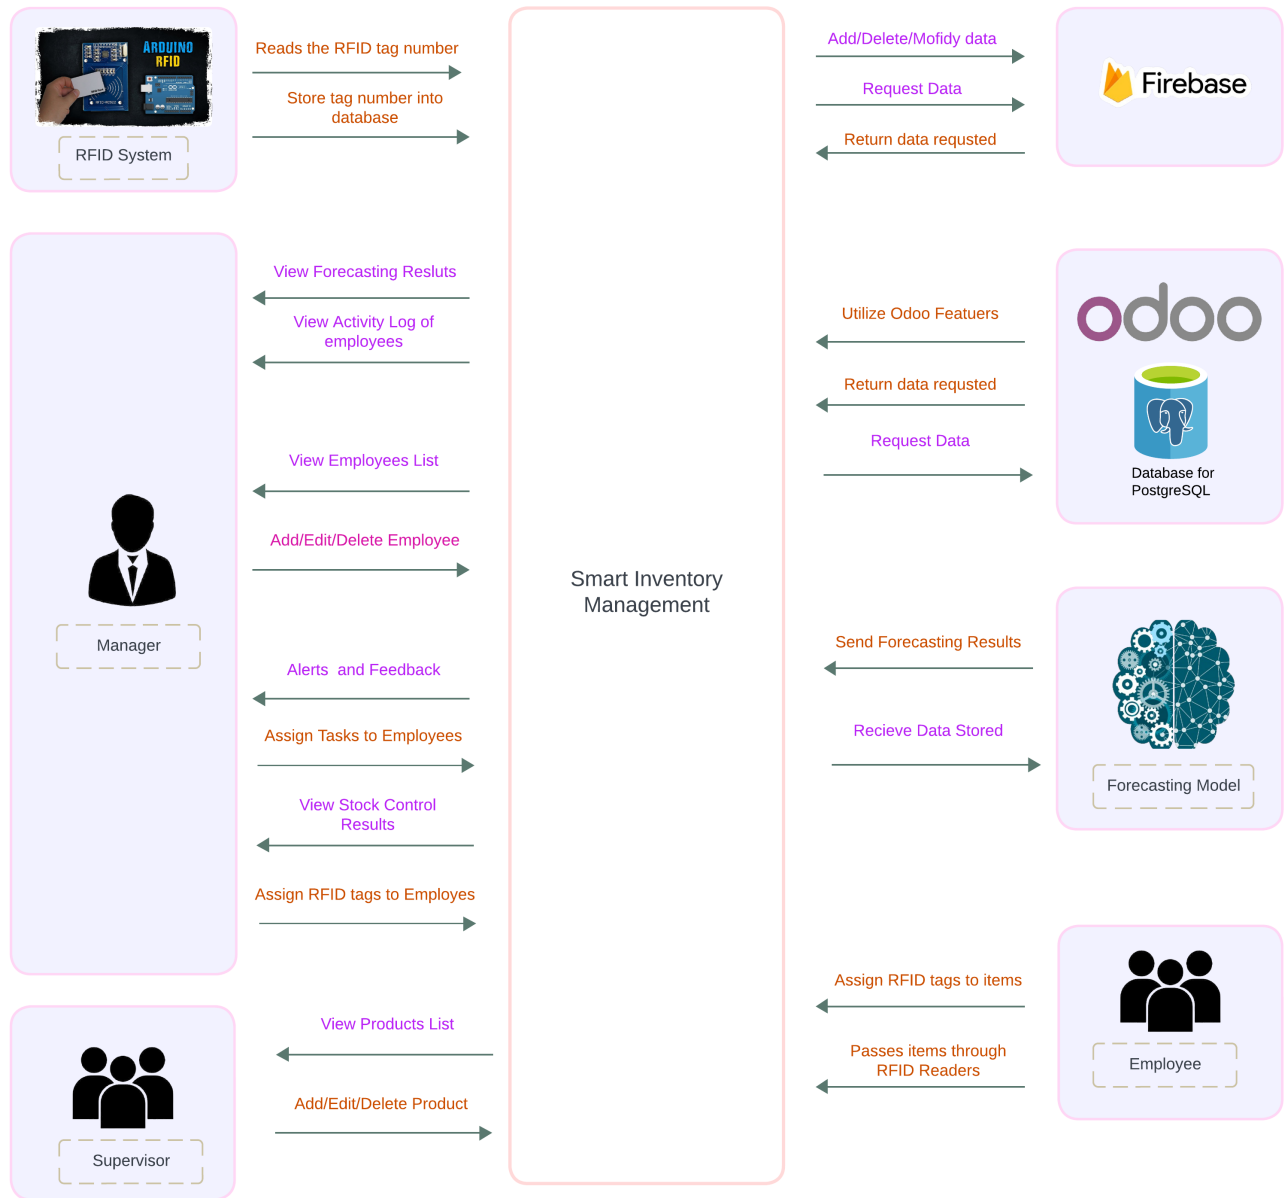 ARDUINO
RFID
RFID System
Reads the RFID tag number
Store tag number into
database
Add/Delete/Mofidy data
Request Data
Return data requsted
Firebase
View Forecasting Resluts
View Activity Log of
employees
View Employees List
Add/Edit/Delete Employee
Manager
Alerts and Feedback
Assign Tasks to Employees
View Stock Control
Results
Assign RFID tags to Employes
Smart Inventory
Management
Utilize Odoo Featuers
Return data requsted
Request Data
odoo
Database for
PostgreSQL
Send Forecasting Results
Recieve Data Stored
Forecasting Model
View Products List
Add/Edit/Delete Product
Supervisor
Assign RFID tags to items
Passes items through
RFID Readers
Employee